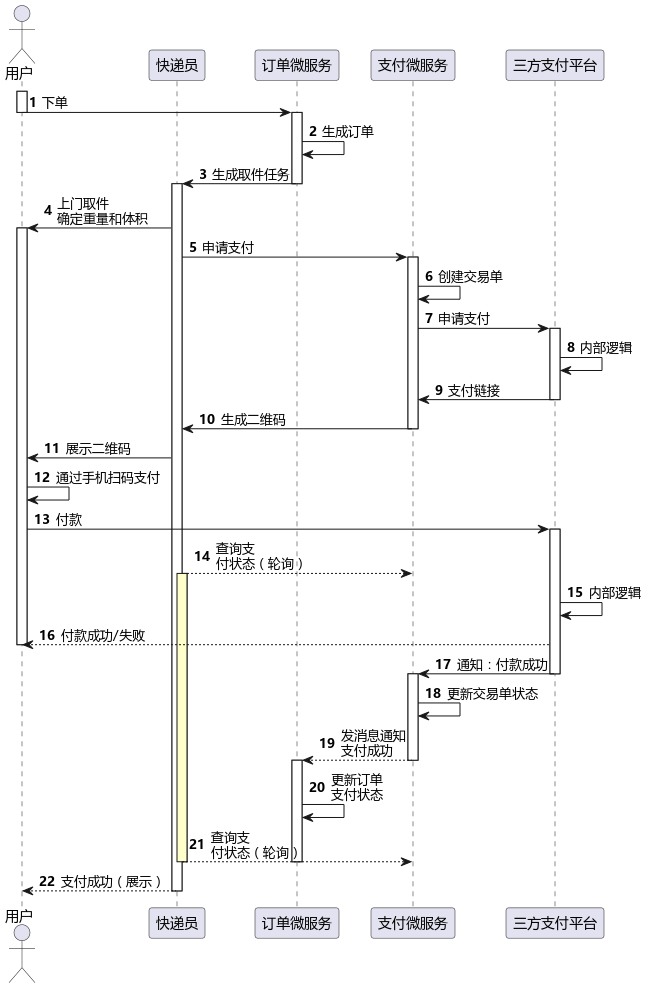 用户
快递员
订单微服务
支付微服务
三方支付平台
1 下单
2 生成订单
3 生成取件任务
4 上门取件
确定重量和体积
5 申请支付
6 创建交易单
7 申请支付
8 内部逻辑
9 支付链接
10 生成二维码
11 展示二维码
12 通过手机扫码支付
13 付款
14 查询支
付状态（轮询）
15 内部逻辑
16 付款成功/失败
17 通知：付款成功
18 更新交易单状态
19 发消息通知
支付成功
20 更新订单
支付状态
21 查询支
付状态（轮询）
22 支付成功（展示）
用户
快递员
订单微服务
支付微服务
三方支付平台